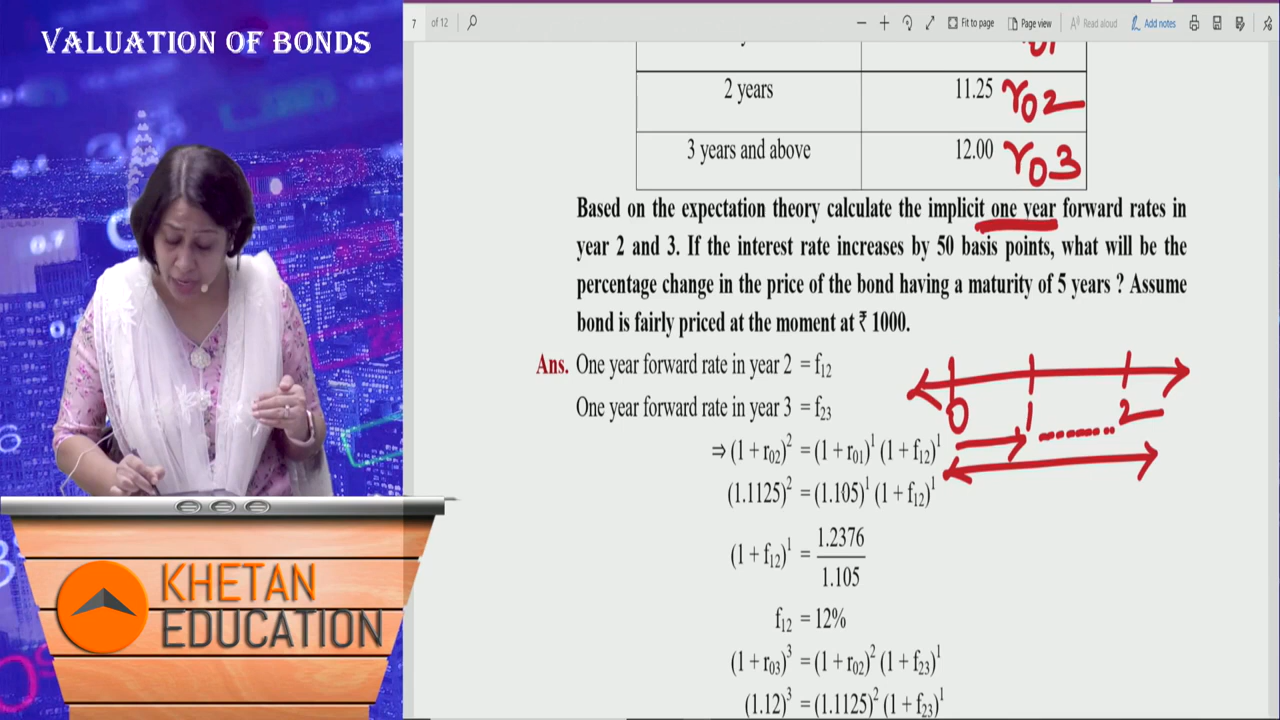 VALUATION OF BONDS
7 of 12
Fit to page
Page view
Read aloud
Add notes
2 years 11.25 r02
3 years and above 12.00 r03
Based on the expectation theory calculate the implicit one year forward rates in
year 2 and 3. If the interest rate increases by 50 basis points, what will be the
percentage change in the price of the bond having a maturity of 5 years ? Assume
bond is fairly priced at the moment at ₹ 1000.
Ans. One year forward rate in year 2 = f₁₂
One year forward rate in year 3 = f₂₃
0 1 2
⇒ (1 + r₀₂)² = (1 + r₀₁)¹ (1 + f₁₂)¹
(1.1125)² = (1.105)¹ (1 + f₁₂)¹
(1 + f₁₂)¹ = 1.2376
1.105
f₁₂ = 12%
(1 + r₀₃)³ = (1 + r₀₂)² (1 + f₂₃)¹
(1.12)³ = (1.1125)² (1 + f₂₃)¹
KHETAN
EDUCATION